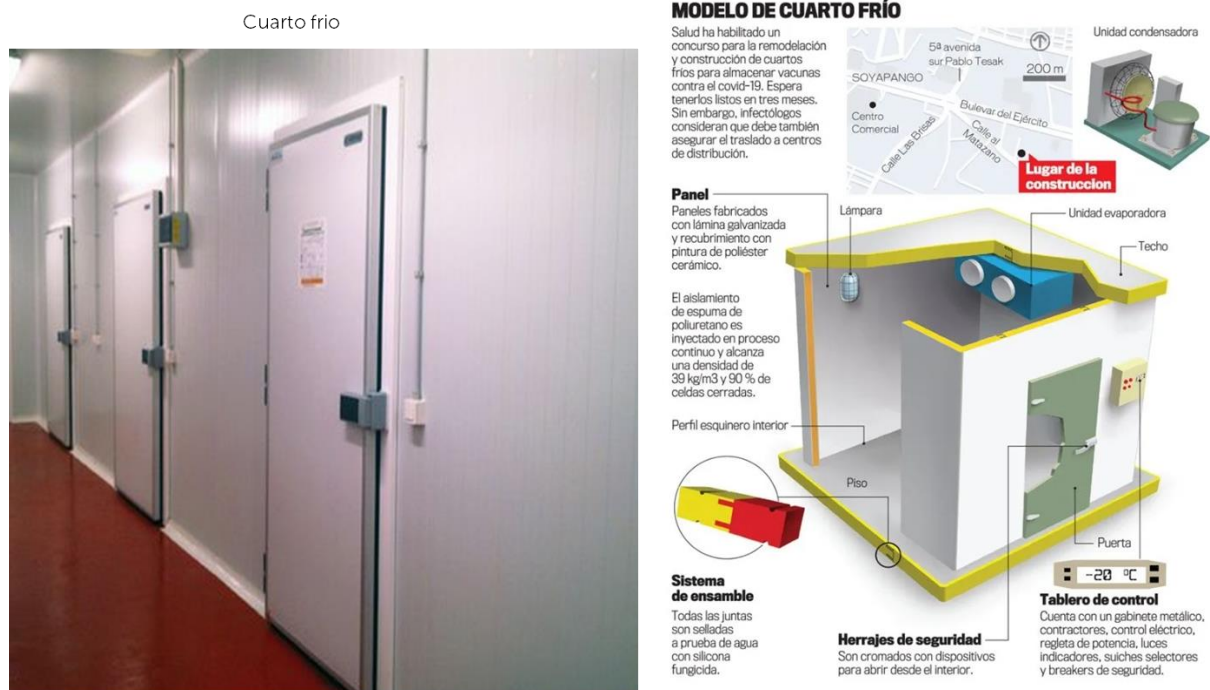 Cuarto frio
MODELO DE CUARTO FRÍO
Salud ha habilitado un
concurso para la remodelación
y construcción de cuartos
fríos para almacenar vacunas
contra el covid-19. Espera
tenerlos listos en tres meses.
Sin embargo, infectólogos
consideran que debe también
asegurar el traslado a centros
de distribución.
5ª avenida
sur Pablo Tesak
200 m
SOYAPANGO
Centro
Comercial
Bulevar del Ejército
Calle Las Brisas
Calle al
Matazano
Lugar de la
construccion
Unidad condensadora
Panel
Paneles fabricados
con lámina galvanizada
y recubrimiento con
pintura de poliéster
cerámico.
El aislamiento
de espuma de
poliuretano es
inyectado en proceso
continuo y alcanza
una densidad de
39 kg/m3 y 90 % de
celdas cerradas.
Lámpara
Unidad evaporadora
Techo
Perfil esquinero interior
Piso
Puerta
Sistema
de ensamble
Todas las juntas
son selladas
a prueba de agua
con silicona
fungicida.
Herrajes de seguridad
Son cromados con dispositivos
para abrir desde el interior.
-20 °C
Tablero de control
Cuenta con un gabinete metálico,
contractores, control eléctrico,
regleta de potencia, luces
indicadores, suiches selectores
y breakers de seguridad.